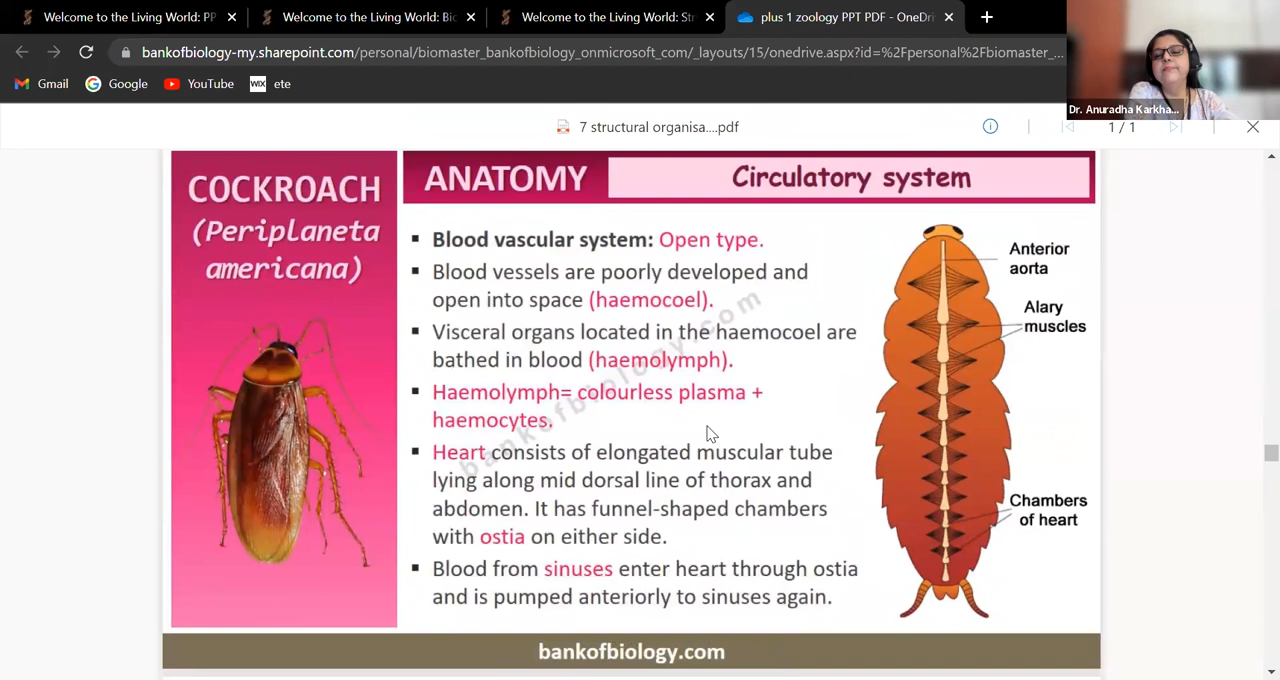 Welcome to the Living World: PP
Welcome to the Living World: Bio
Welcome to the Living World: Str
plus 1 zoology PPT PDF - OneDri
bankofbiology-my.sharepoint.com/personal/biomaster_bankofbiology_onmicrosoft_com/_layouts/15/onedrive.aspx?id=%2Fpersonal%2Fbiomaster_...
Gmail
Google
YouTube
WIX
ete
Dr. Anuradha Karkha...
7 structural organisa....pdf
1 / 1
COCKROACH
(Periplaneta
americana)
ANATOMY
Circulatory system
▪ Blood vascular system: Open type.
▪ Blood vessels are poorly developed and
open into space (haemocoel).
▪ Visceral organs located in the haemocoel are
bathed in blood (haemolymph).
▪ Haemolymph= colourless plasma +
haemocytes.
▪ Heart consists of elongated muscular tube
lying along mid dorsal line of thorax and
abdomen. It has funnel-shaped chambers
with ostia on either side.
▪ Blood from sinuses enter heart through ostia
and is pumped anteriorly to sinuses again.
Anterior
aorta
Alary
muscles
Chambers
of heart
bankofbiology.com
bankofbiology.com